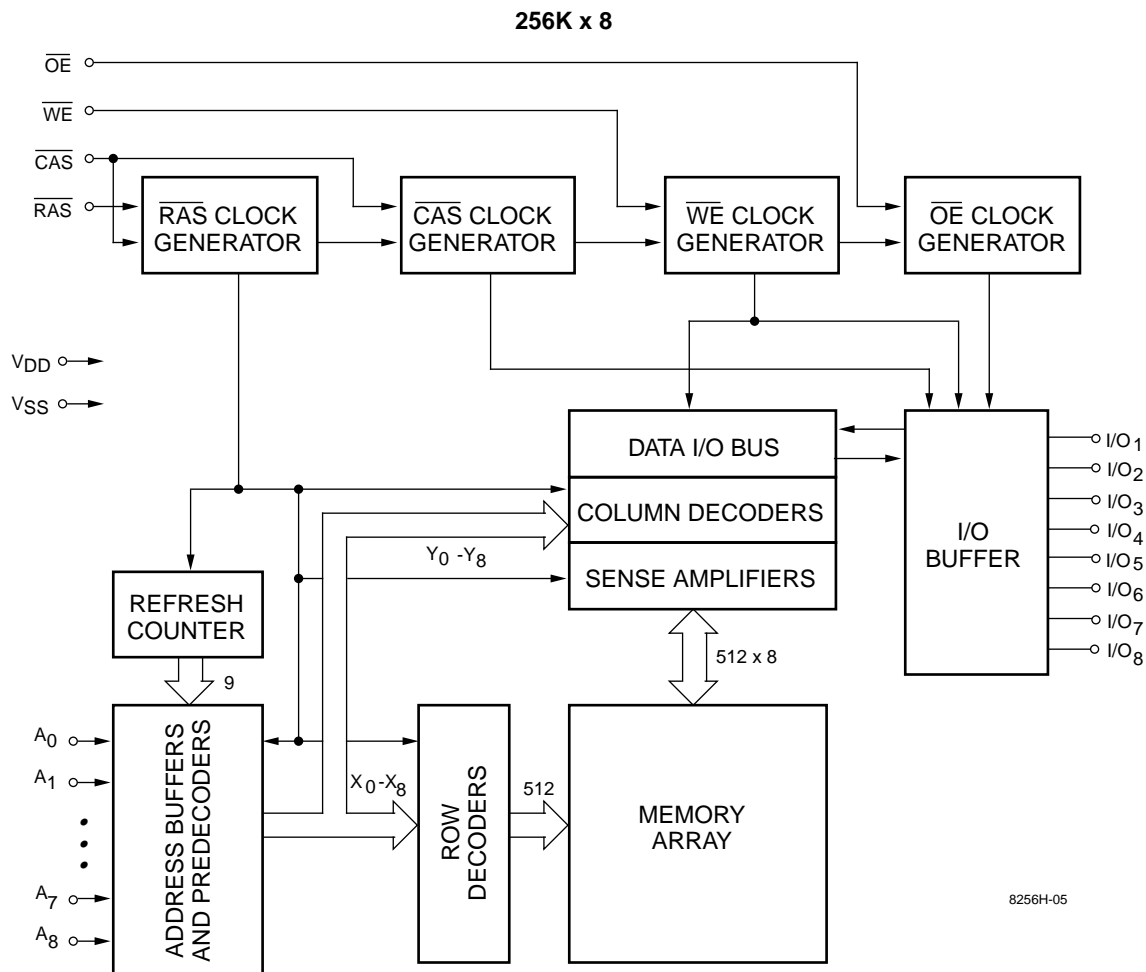 256K x 8
OE
WE
CAS
RAS
RAS CLOCK
GENERATOR
CAS CLOCK
GENERATOR
WE CLOCK
GENERATOR
OE CLOCK
GENERATOR
VDD
VSS
DATA I/O BUS
COLUMN DECODERS
SENSE AMPLIFIERS
Y0 -Y8
I/O
BUFFER
I/O1
I/O2
I/O3
I/O4
I/O5
I/O6
I/O7
I/O8
REFRESH
COUNTER
9
512 x 8
A0
A1
A7
A8
ADDRESS BUFFERS
AND PREDECODERS
X0 -X8
ROW
DECODERS
512
MEMORY
ARRAY
8256H-05